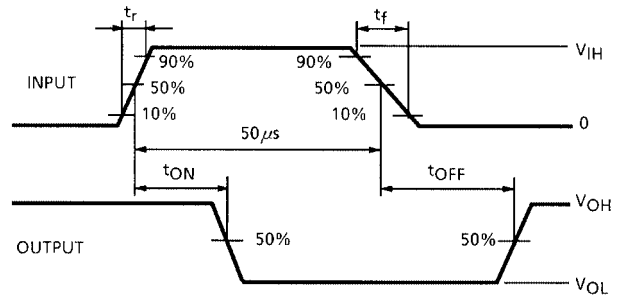 tr
tf
VIH
90%
90%
INPUT
50%
50%
10%
10%
0
50μs
tON
tOFF
VOH
OUTPUT
50%
50%
VOL